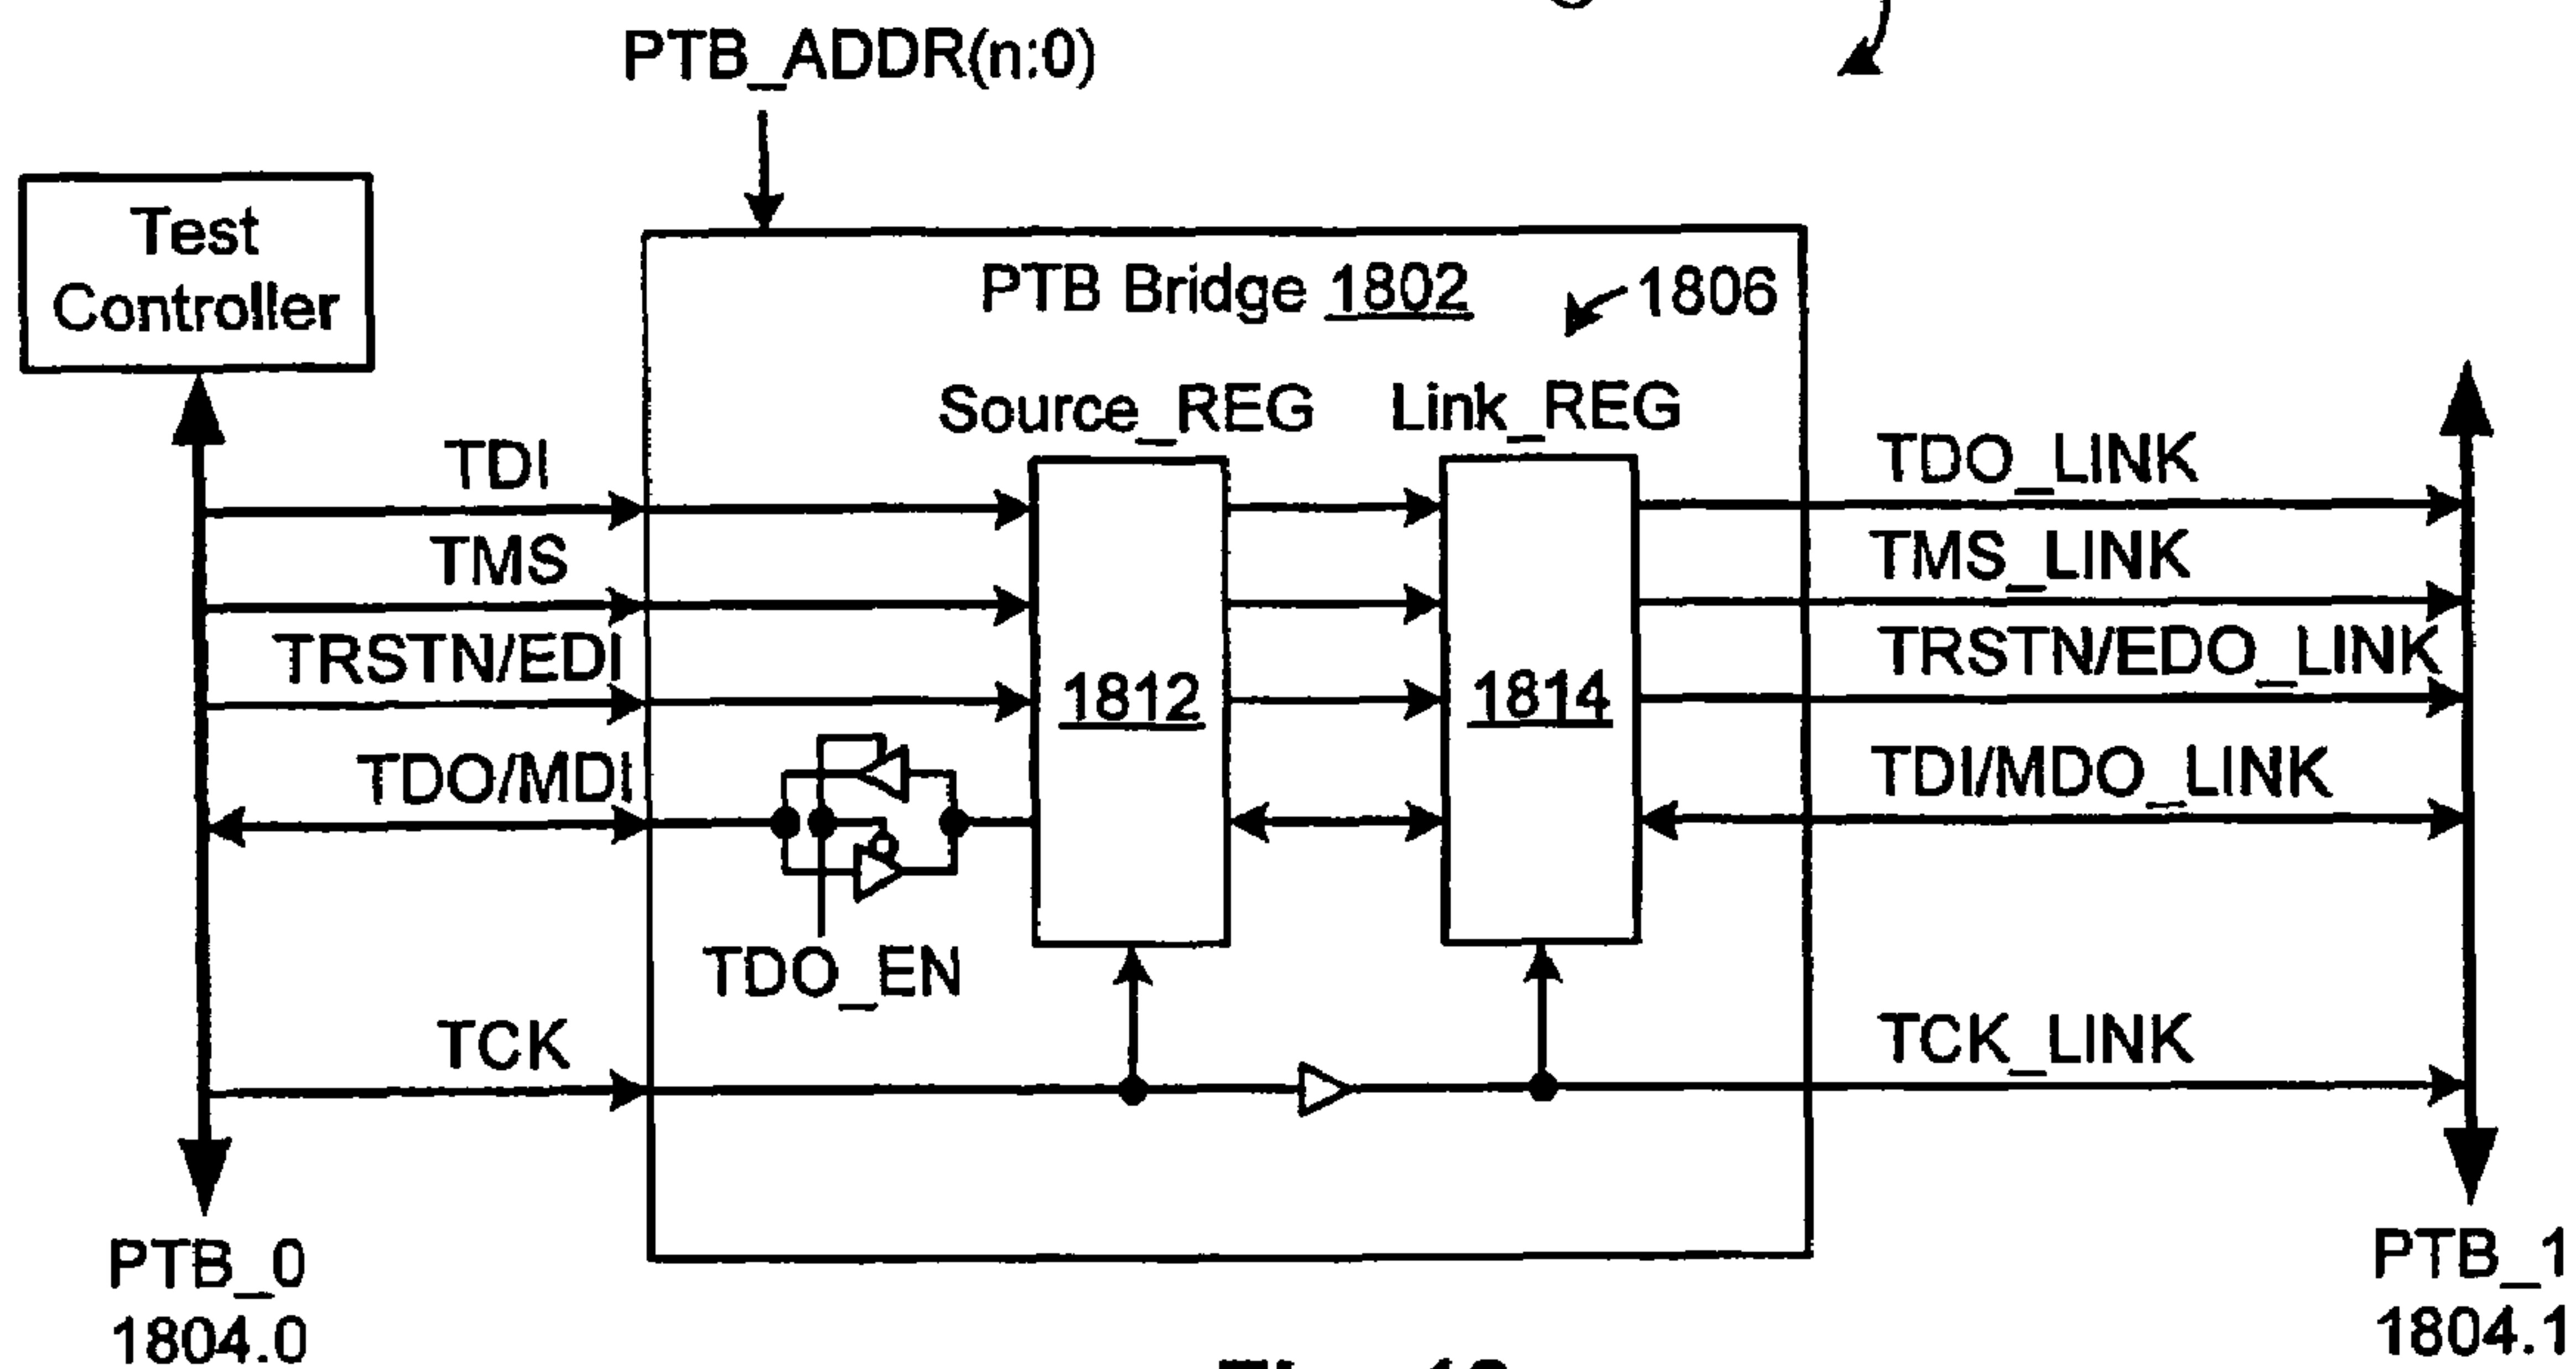 PTB_ADDR(n:0)
Test
Controller
PTB Bridge 1802
1806
Source_REG
Link_REG
TDI
TDO_LINK
TMS
TMS_LINK
TRSTN/EDI
TRSTN/EDO_LINK
1812
1814
TDO/MDI
TDI/MDO_LINK
TDO_EN
TCK
TCK_LINK
PTB_0
1804.0
PTB_1
1804.1